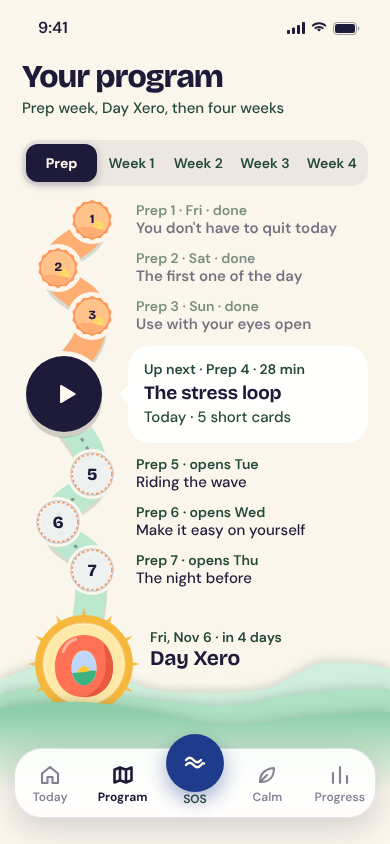 9:41
Your program
Prep week, Day Xero, then four weeks
Prep Week 1 Week 2 Week 3 Week 4
1
Prep 1 · Fri · done
You don't have to quit today
2
Prep 2 · Sat · done
The first one of the day
3
Prep 3 · Sun · done
Use with your eyes open
Up next · Prep 4 · 28 min
The stress loop
Today · 5 short cards
5
Prep 5 · opens Tue
Riding the wave
6
Prep 6 · opens Wed
Make it easy on yourself
7
Prep 7 · opens Thu
The night before
Fri, Nov 6 · in 4 days
Day Xero
Today Program SOS Calm Progress